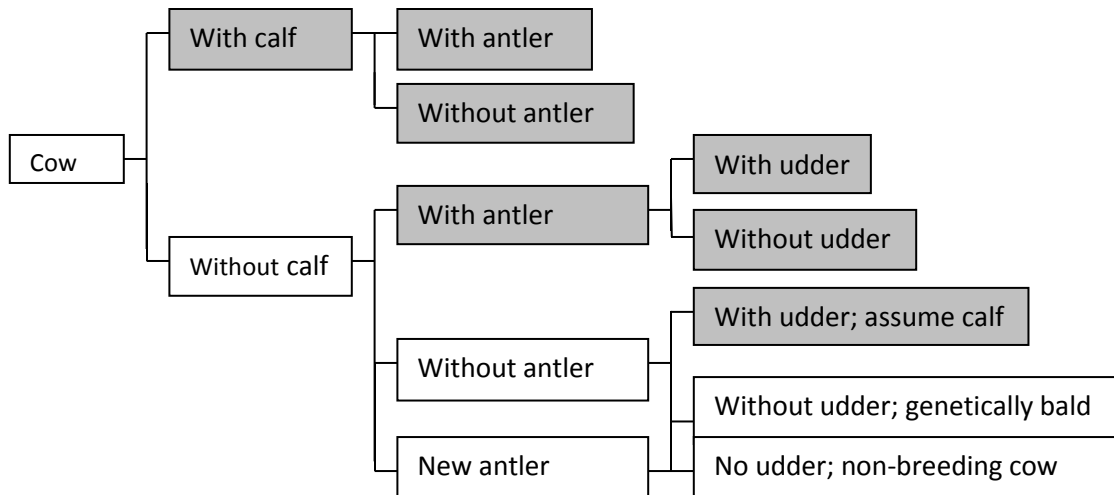 With calf
With antler
Without antler
Cow
With udder
With antler
Without udder
Without calf
With udder; assume calf
Without antler
Without udder; genetically bald
New antler
No udder; non-breeding cow